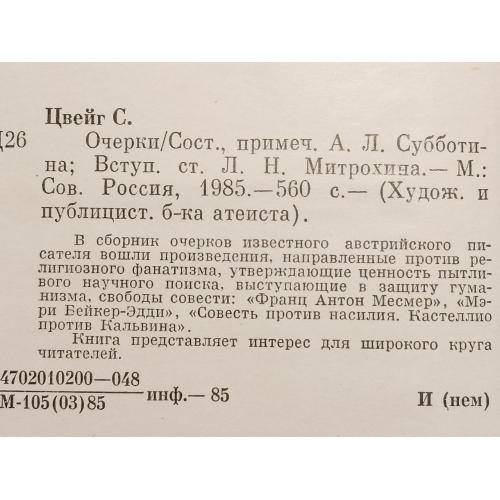 Цвейг С.
Ц26
Очерки/Сост., примеч. А. Л. Субботи-
на; Вступ. ст. Л. Н. Митрохина.— М.:
Сов. Россия, 1985.—560 с.— (Худож. и
публицист. б-ка атеиста).
В сборник очерков известного австрийского пи-
сателя вошли произведения, направленные против ре-
лигиозного фанатизма, утверждающие ценность пытли-
вого научного поиска, выступающие в защиту гума-
низма, свободы совести: «Франц Антон Месмер», «Мэ-
ри Бейкер-Эдди», «Совесть против насилия. Кастеллио
против Кальвина».
Книга представляет интерес для широкого круга
читателей.
4702010200—048
М-105(03)85
инф.— 85
И (нем)